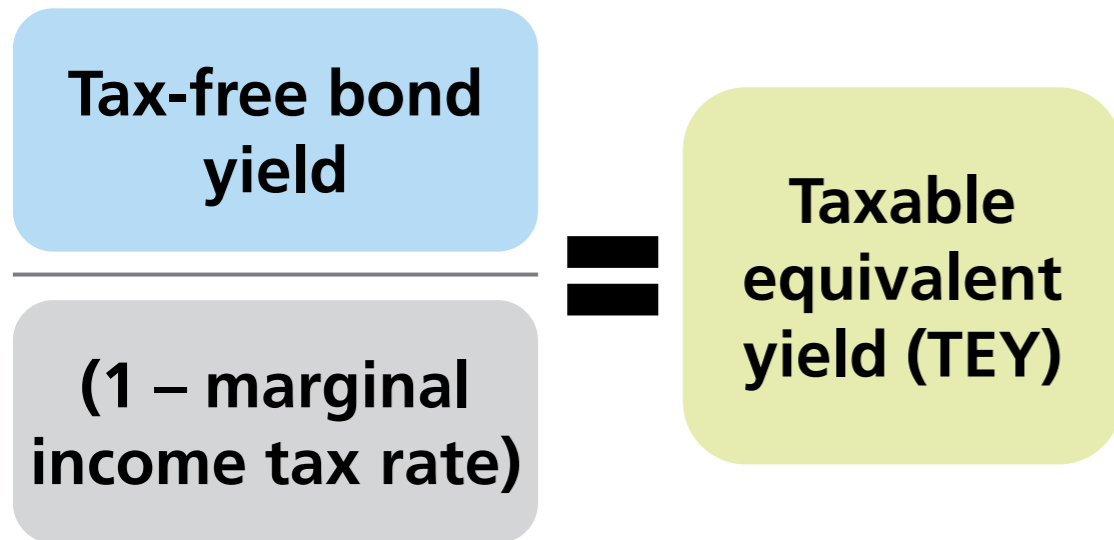 Tax-free bond
yield
(1 – marginal
income tax rate)
=
Taxable
equivalent
yield (TEY)